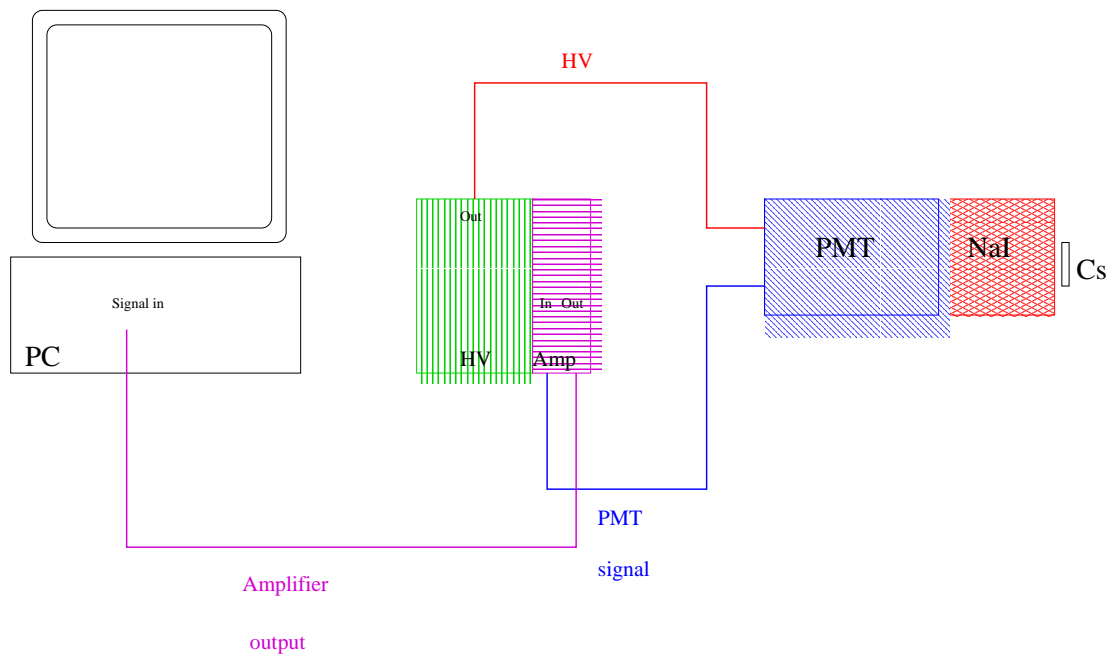 HV
Out
PMT
NaI
Cs
Signal in
In Out
PC
HV
Amp
PMT
signal
Amplifier
output